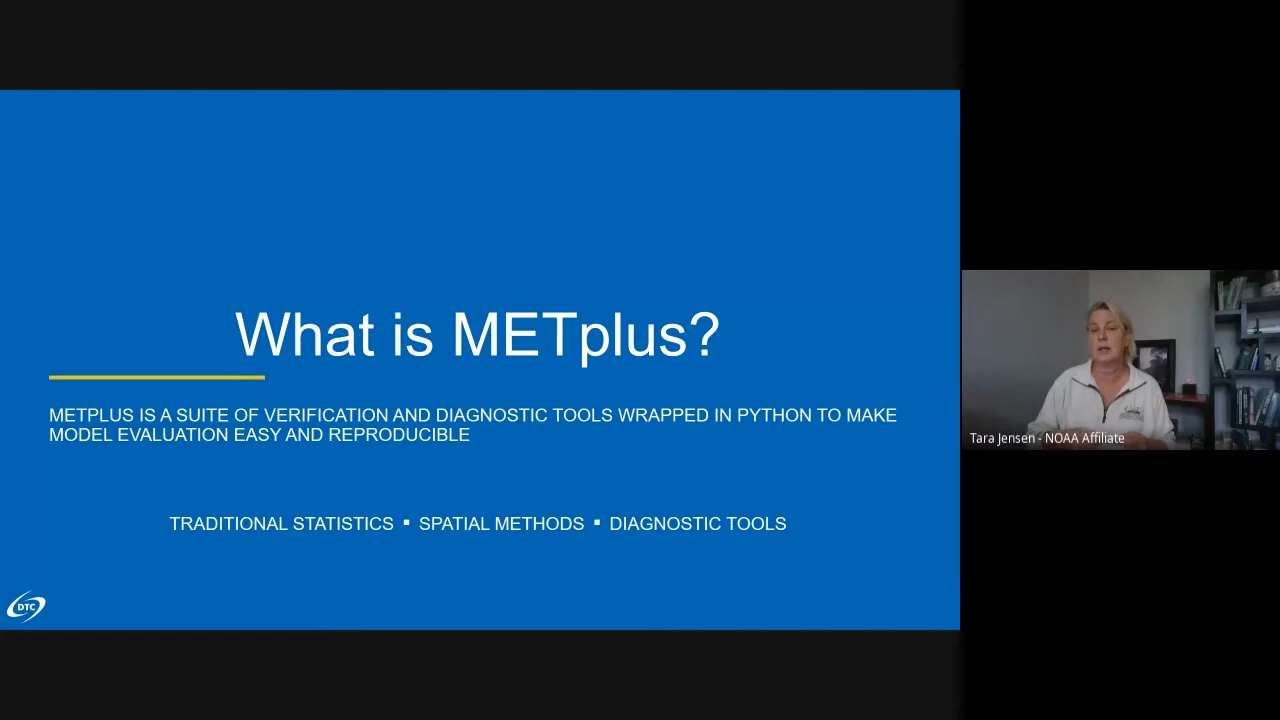 What is METplus?
METPLUS IS A SUITE OF VERIFICATION AND DIAGNOSTIC TOOLS WRAPPED IN PYTHON TO MAKE
MODEL EVALUATION EASY AND REPRODUCIBLE
TRADITIONAL STATISTICS ▪ SPATIAL METHODS ▪ DIAGNOSTIC TOOLS
DTC
Tara Jensen - NOAA Affiliate